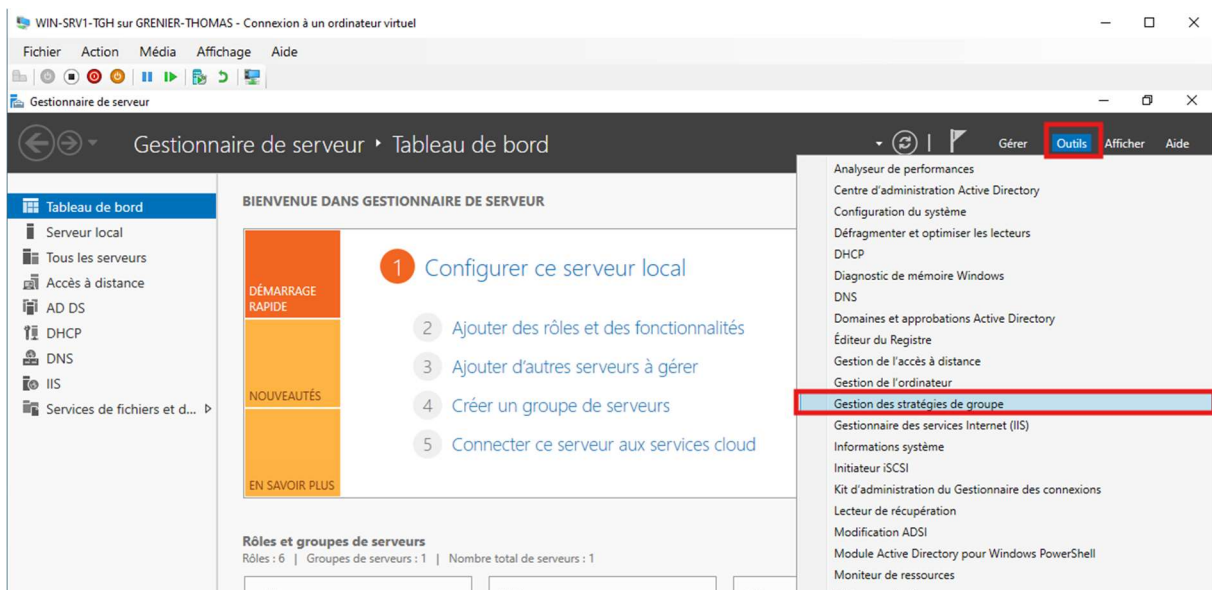 WIN-SRV1-TGH sur GRENIER-THOMAS - Connexion à un ordinateur virtuel
Fichier Action Média Affichage Aide
Gestionnaire de serveur
Gestionnaire de serveur ‣ Tableau de bord
Gérer Outils Afficher Aide
Tableau de bord
Serveur local
Tous les serveurs
Accès à distance
AD DS
DHCP
DNS
IIS
Services de fichiers et d...
BIENVENUE DANS GESTIONNAIRE DE SERVEUR
DÉMARRAGE
RAPIDE
NOUVEAUTÉS
EN SAVOIR PLUS
1 Configurer ce serveur local
2 Ajouter des rôles et des fonctionnalités
3 Ajouter d'autres serveurs à gérer
4 Créer un groupe de serveurs
5 Connecter ce serveur aux services cloud
Rôles et groupes de serveurs
Rôles : 6 | Groupes de serveurs : 1 | Nombre total de serveurs : 1
Analyseur de performances
Centre d'administration Active Directory
Configuration du système
Défragmenter et optimiser les lecteurs
DHCP
Diagnostic de mémoire Windows
DNS
Domaines et approbations Active Directory
Éditeur du Registre
Gestion de l'accès à distance
Gestion de l'ordinateur
Gestion des stratégies de groupe
Gestionnaire des services Internet (IIS)
Informations système
Initiateur iSCSI
Kit d'administration du Gestionnaire des connexions
Lecteur de récupération
Modification ADSI
Module Active Directory pour Windows PowerShell
Moniteur de ressources